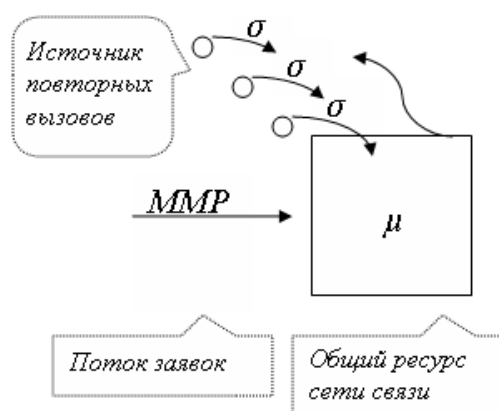 Источник
повторных
вызовов
σ
σ
σ
MMP
μ
Поток заявок
Общий ресурс
сети связи